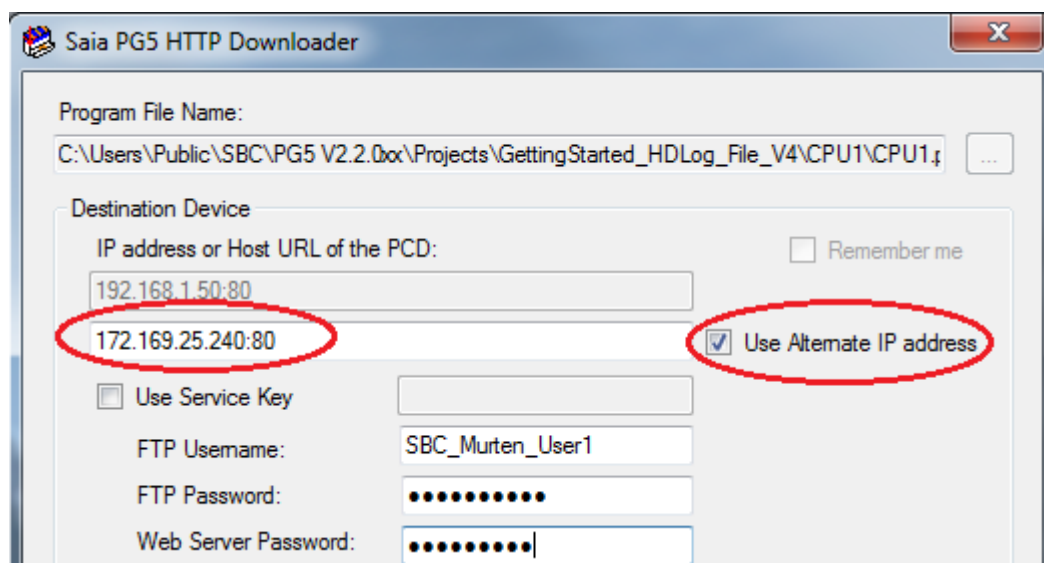 Saia PG5 HTTP Downloader
Program File Name:
C:\Users\Public\SBC\PG5 V2.2.0xx\Projects\GettingStarted_HDLog_File_V4\CPU1\CPU1.p
...
Destination Device
IP address or Host URL of the PCD:
Remember me
192.168.1.50:80
172.169.25.240:80
Use Alternate IP address
Use Service Key
FTP Username:
SBC_Murten_User1
FTP Password:
●●●●●●●●●●
Web Server Password:
●●●●●●●●●